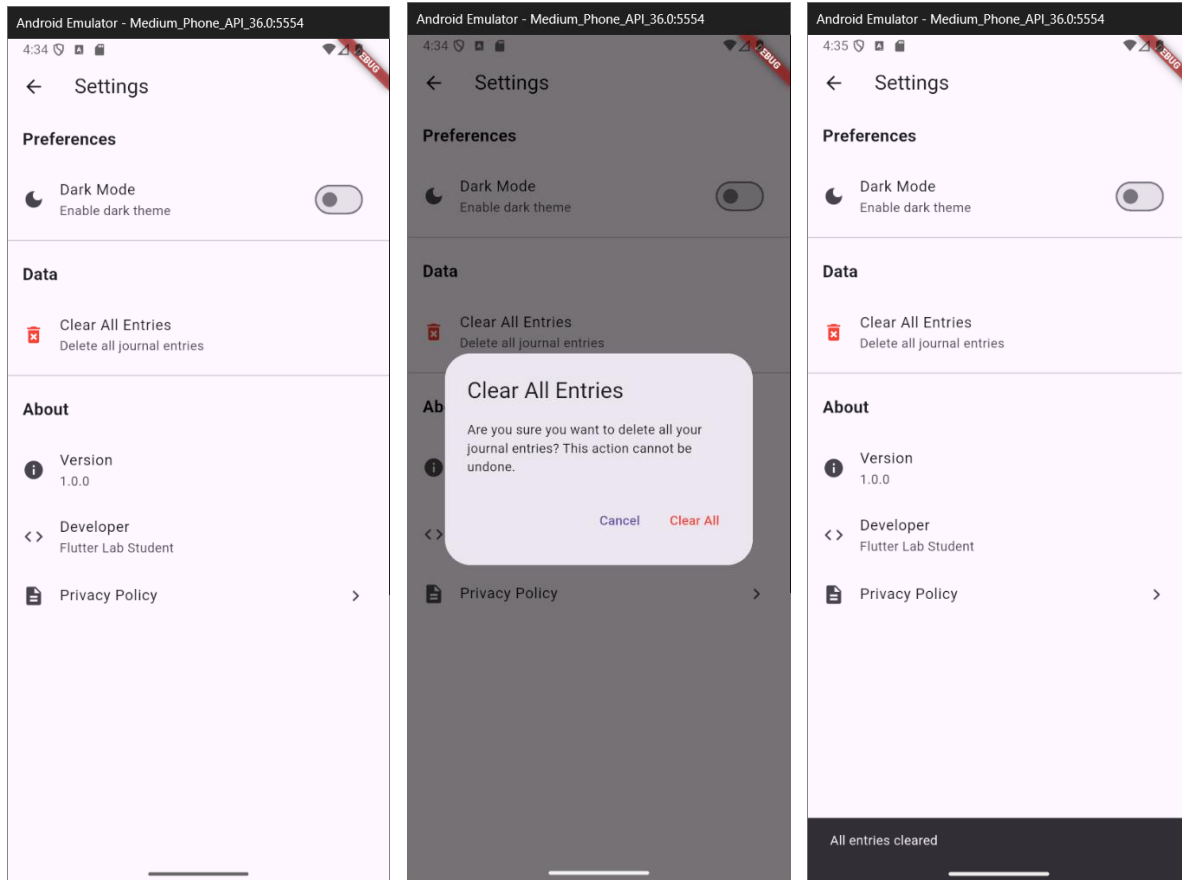 Android Emulator - Medium_Phone_API_36.0:5554
4:34
Settings
Preferences
Dark Mode
Enable dark theme
Data
Clear All Entries
Delete all journal entries
About
Version
1.0.0
Developer
Flutter Lab Student
Privacy Policy
Android Emulator - Medium_Phone_API_36.0:5554
4:34
Settings
Preferences
Dark Mode
Enable dark theme
Data
Clear All Entries
Delete all journal entries
Ab
Clear All Entries
Are you sure you want to delete all your
journal entries? This action cannot be
undone.
Cancel Clear All
Privacy Policy
Android Emulator - Medium_Phone_API_36.0:5554
4:35
Settings
Preferences
Dark Mode
Enable dark theme
Data
Clear All Entries
Delete all journal entries
About
Version
1.0.0
Developer
Flutter Lab Student
Privacy Policy
All entries cleared